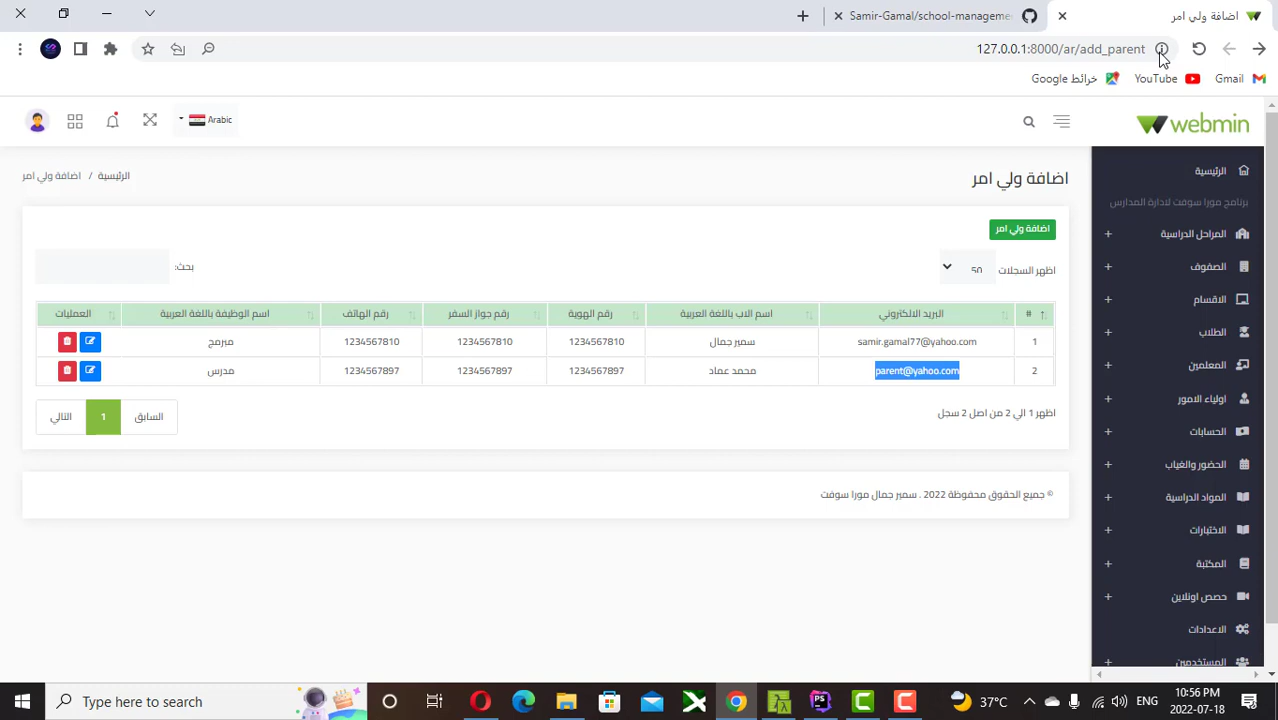 اضافة ولي امر
Samir-Gamal/school-manageme
127.0.0.1:8000/ar/add_parent
Gmail
YouTube
خرائط Google
webmin
Arabic
الرئيسية
برنامج مورا سوفت لادارة المدارس
المراحل الدراسية
الصفوف
الاقسام
الطلاب
المعلمين
اولياء الامور
الحسابات
الحضور والغياب
المواد الدراسية
الاختبارات
المكتبة
حصص اونلاين
الاعدادات
المستخدمين
اضافة ولي امر
الرئيسية / اضافة ولي امر
اضافة ولي امر
اظهر السجلات 50
بحث:
# البريد الالكتروني اسم الاب باللغة العربية رقم الهوية رقم جواز السفر رقم الهاتف اسم الوظيفة باللغة العربية العمليات
1 samir.gamal77@yahoo.com سمير جمال 1234567810 1234567810 1234567810 مبرمج
2 parent@yahoo.com محمد عماد 1234567897 1234567897 1234567897 مدرس
اظهر 1 الي 2 من اصل 2 سجل
السابق 1 التالي
© جميع الحقوق محفوظة 2022 . سمير جمال مورا سوفت
Type here to search
37°C
ENG
10:56 PM
2022-07-18